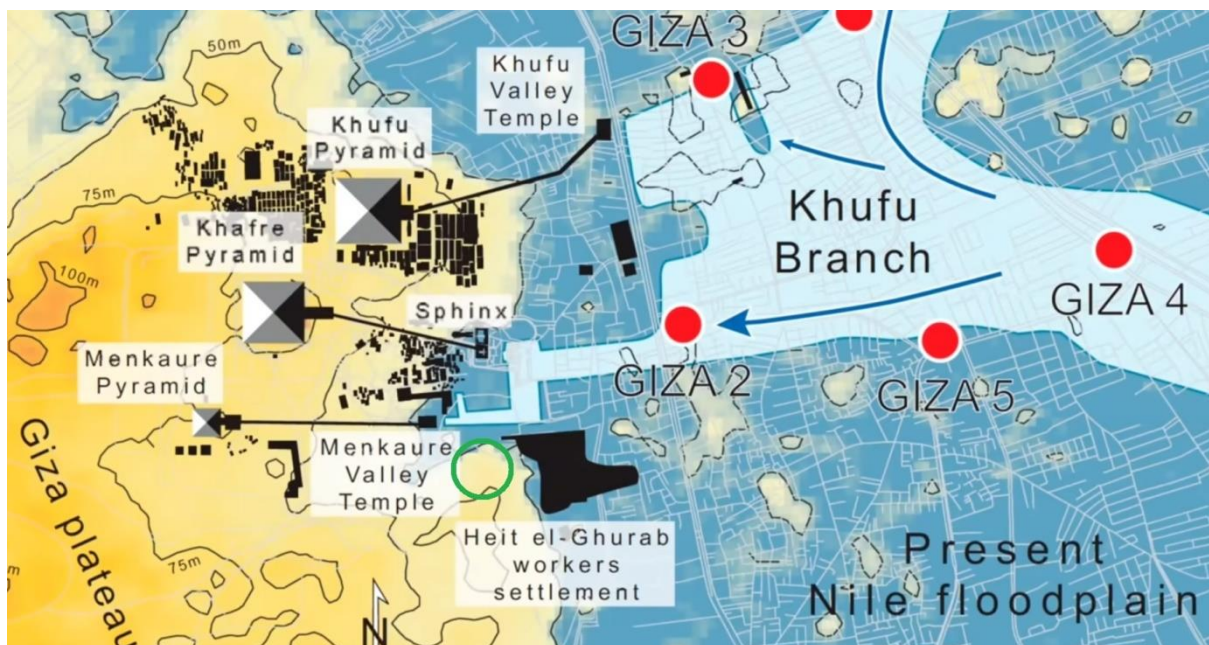 50m
GIZA 3
Khufu
Valley
Temple
Khufu
Pyramid
75m
Khafre
Pyramid
Khufu
Branch
100m
Sphinx
GIZA 4
Menkaure
Pyramid
GIZA 2
GIZA 5
Giza plateau
Menkaure
Valley
Temple
Heit el-Ghurab
workers
settlement
75m
N
Present
Nile floodplain